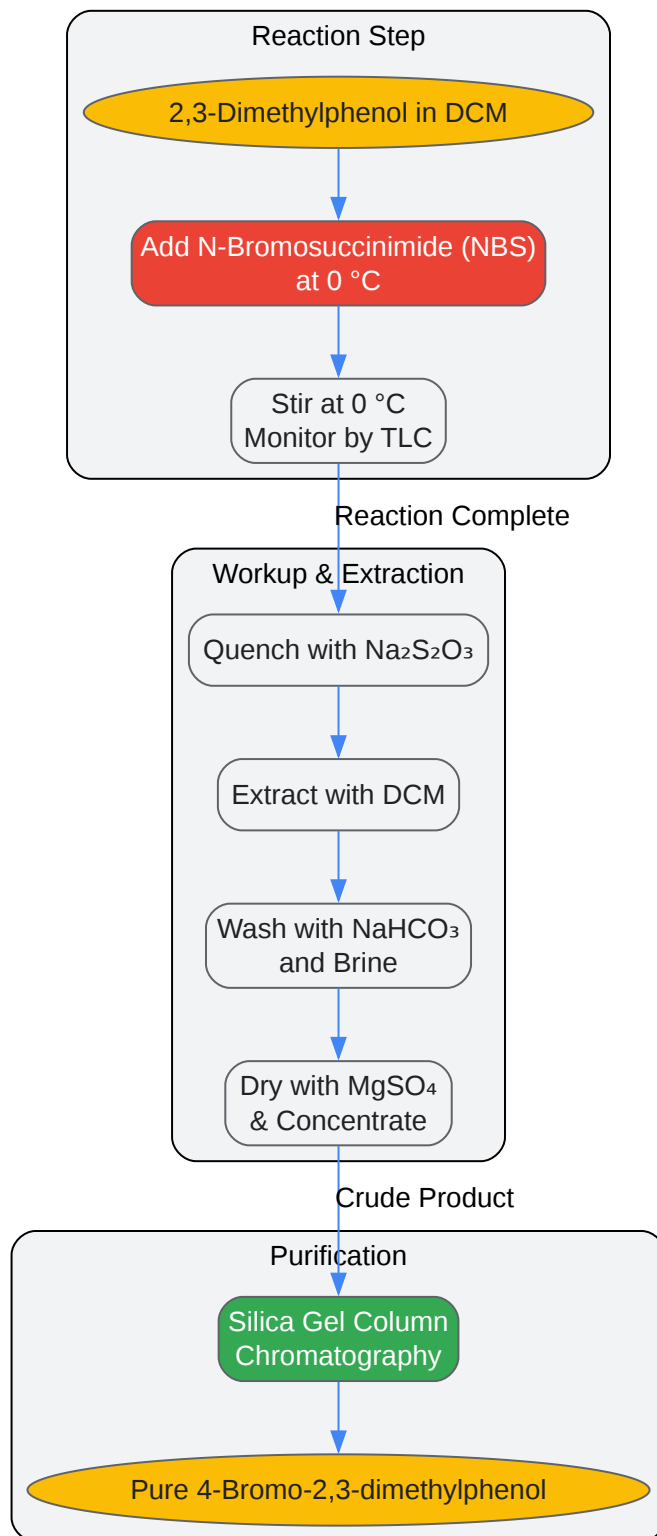 Reaction Step
2,3-Dimethylphenol in DCM
Add N-Bromosuccinimide (NBS)
at 0 °C
Stir at 0 °C
Monitor by TLC
Reaction Complete
Workup & Extraction
Quench with Na₂S₂O₃
Extract with DCM
Wash with NaHCO₃
and Brine
Dry with MgSO₄
& Concentrate
Crude Product
Purification
Silica Gel Column
Chromatography
Pure 4-Bromo-2,3-dimethylphenol